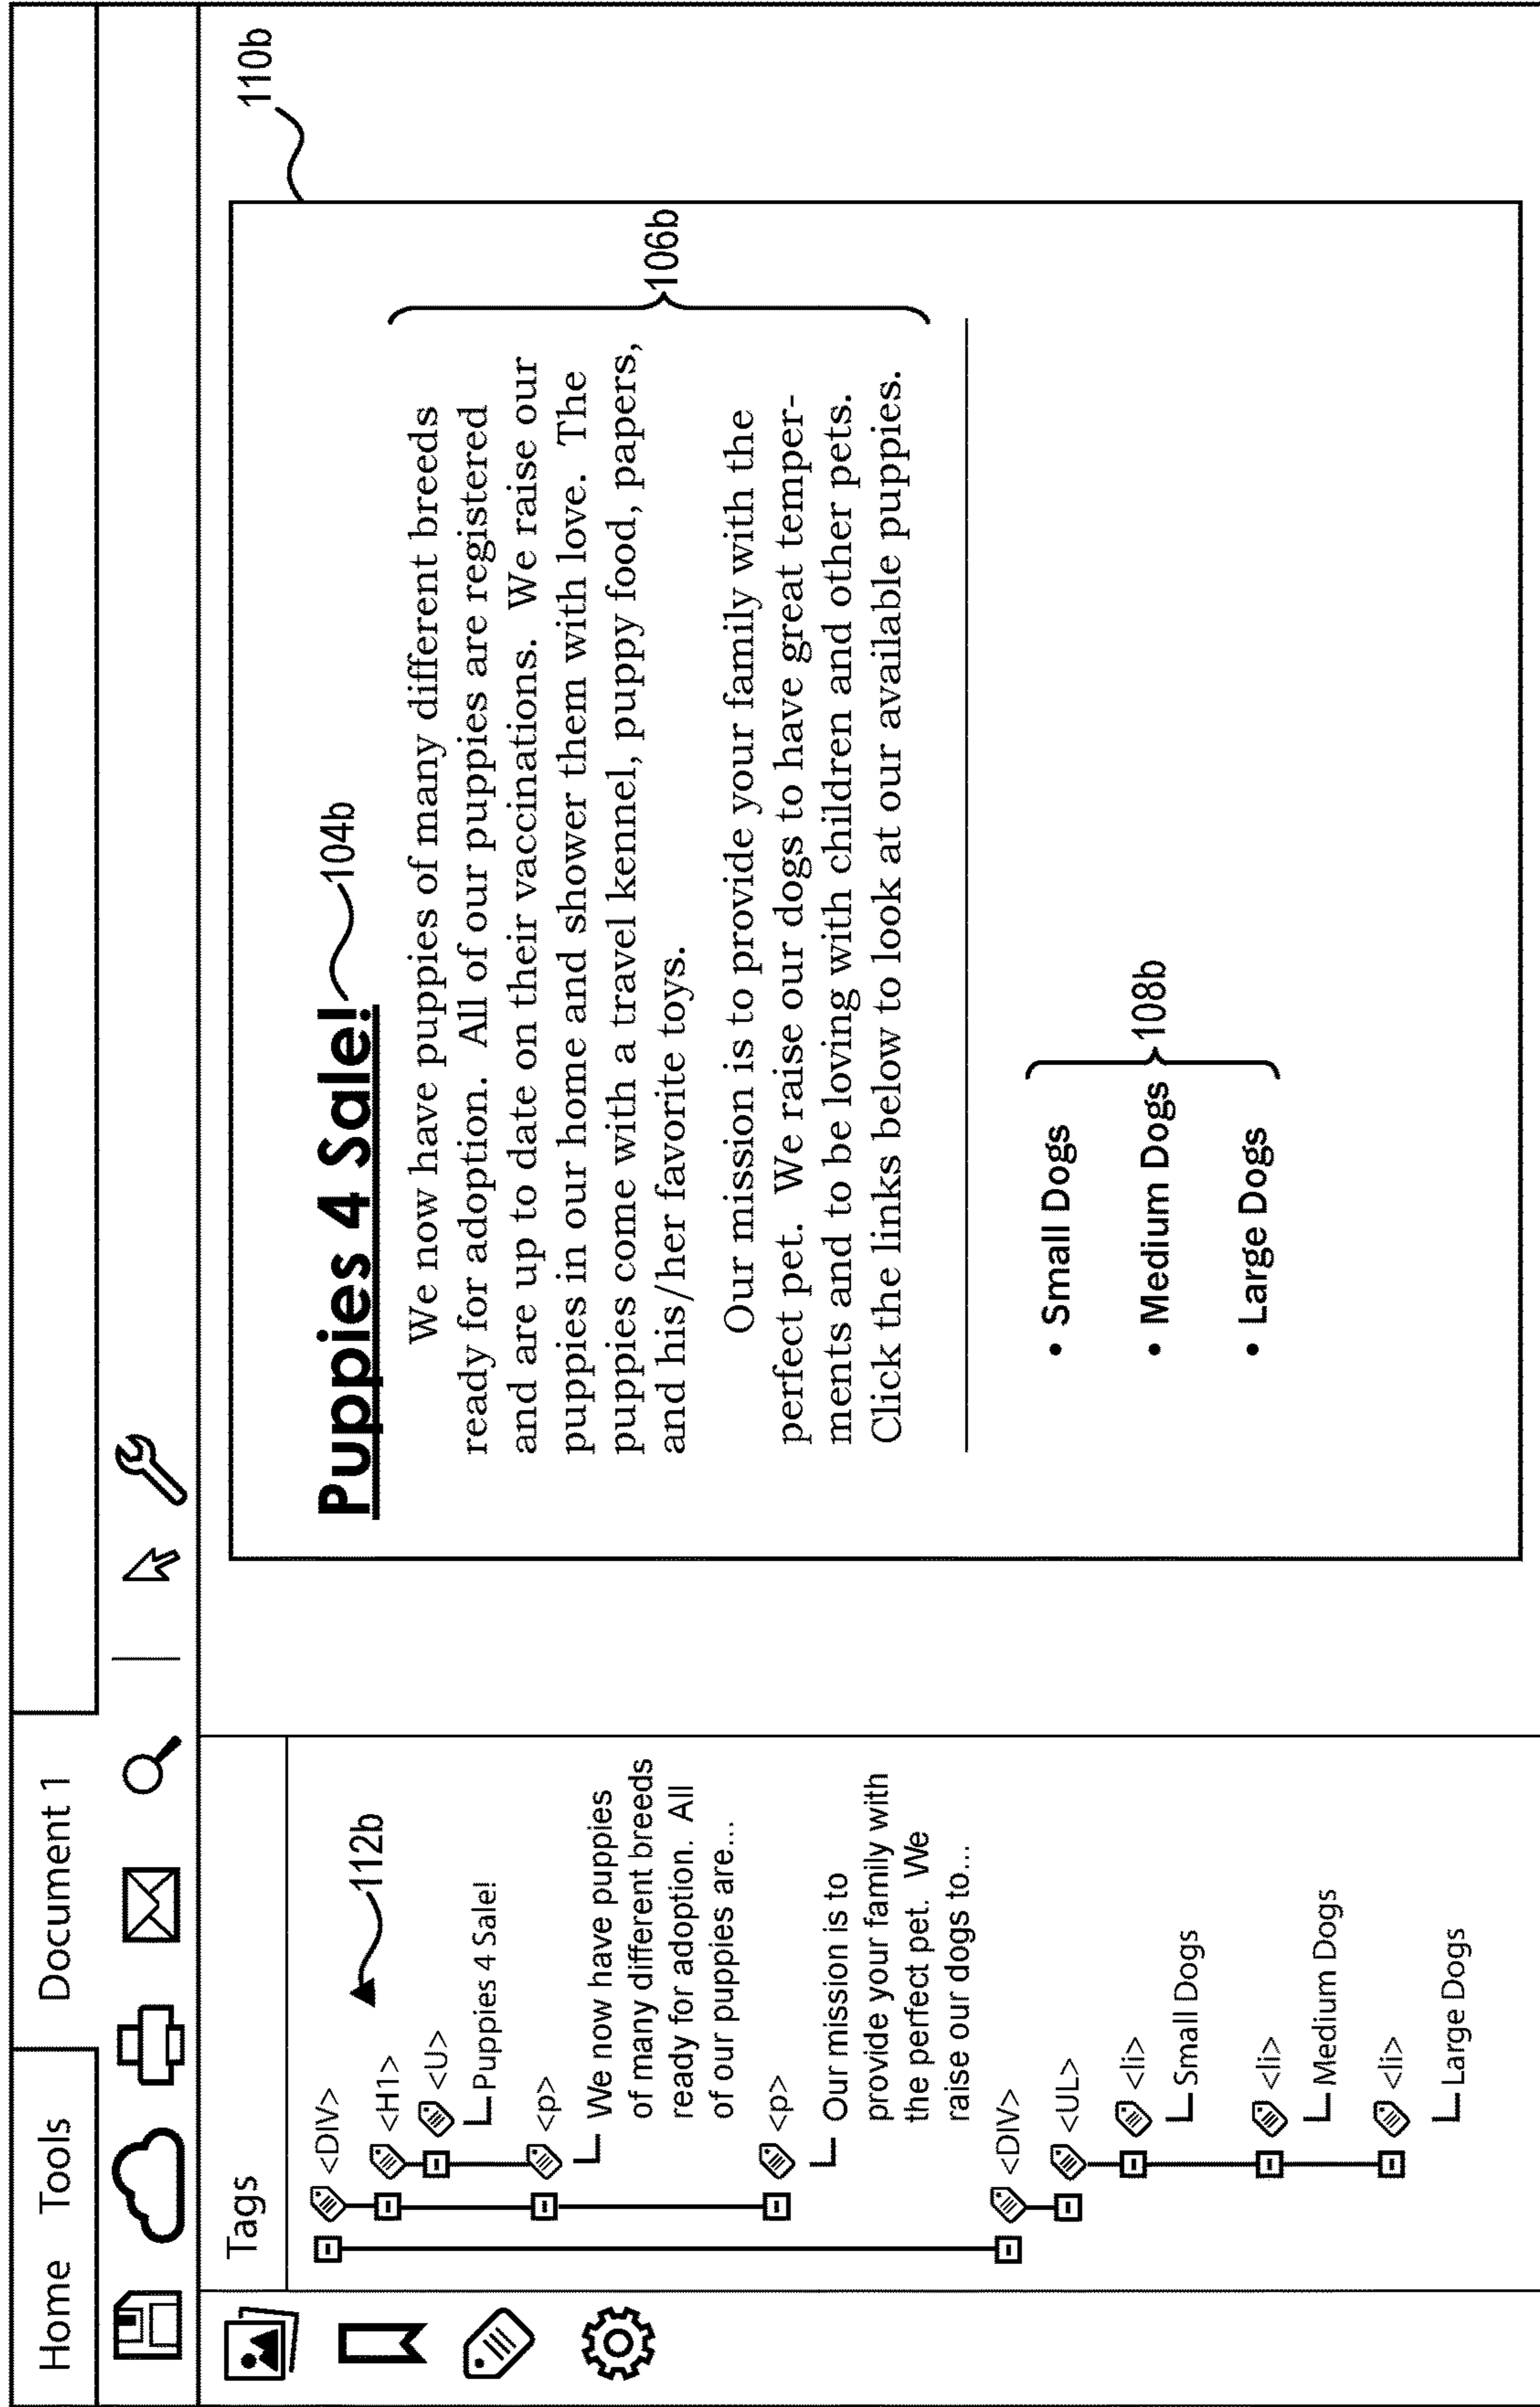 Home Tools Document 1
Tags
112b
<DIV>
<H1>
<U>
Puppies 4 Sale!
<p>
We now have puppies
of many different breeds
ready for adoption. All
of our puppies are...
<p>
Our mission is to
provide your family with
the perfect pet. We
raise our dogs to...
<DIV>
<UL>
<li>
Small Dogs
<li>
Medium Dogs
<li>
Large Dogs
110b
Puppies 4 Sale! 104b
We now have puppies of many different breeds
ready for adoption. All of our puppies are registered
and are up to date on their vaccinations. We raise our
puppies in our home and shower them with love. The
puppies come with a travel kennel, puppy food, papers,
and his/her favorite toys.
106b
Our mission is to provide your family with the
perfect pet. We raise our dogs to have great temper-
ments and to be loving with children and other pets.
Click the links below to look at our available puppies.
• Small Dogs
• Medium Dogs 108b
• Large Dogs